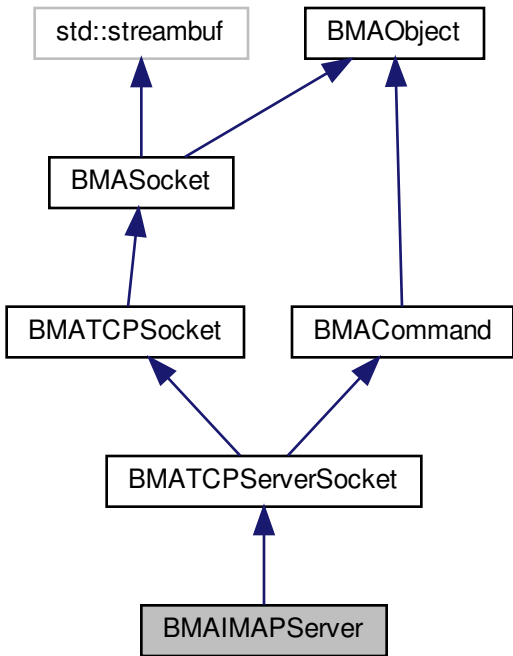 std::streambuf
BMAObject
BMASocket
BMATCPSocket
BMACommand
BMATCPServerSocket
BMAIMAPServer